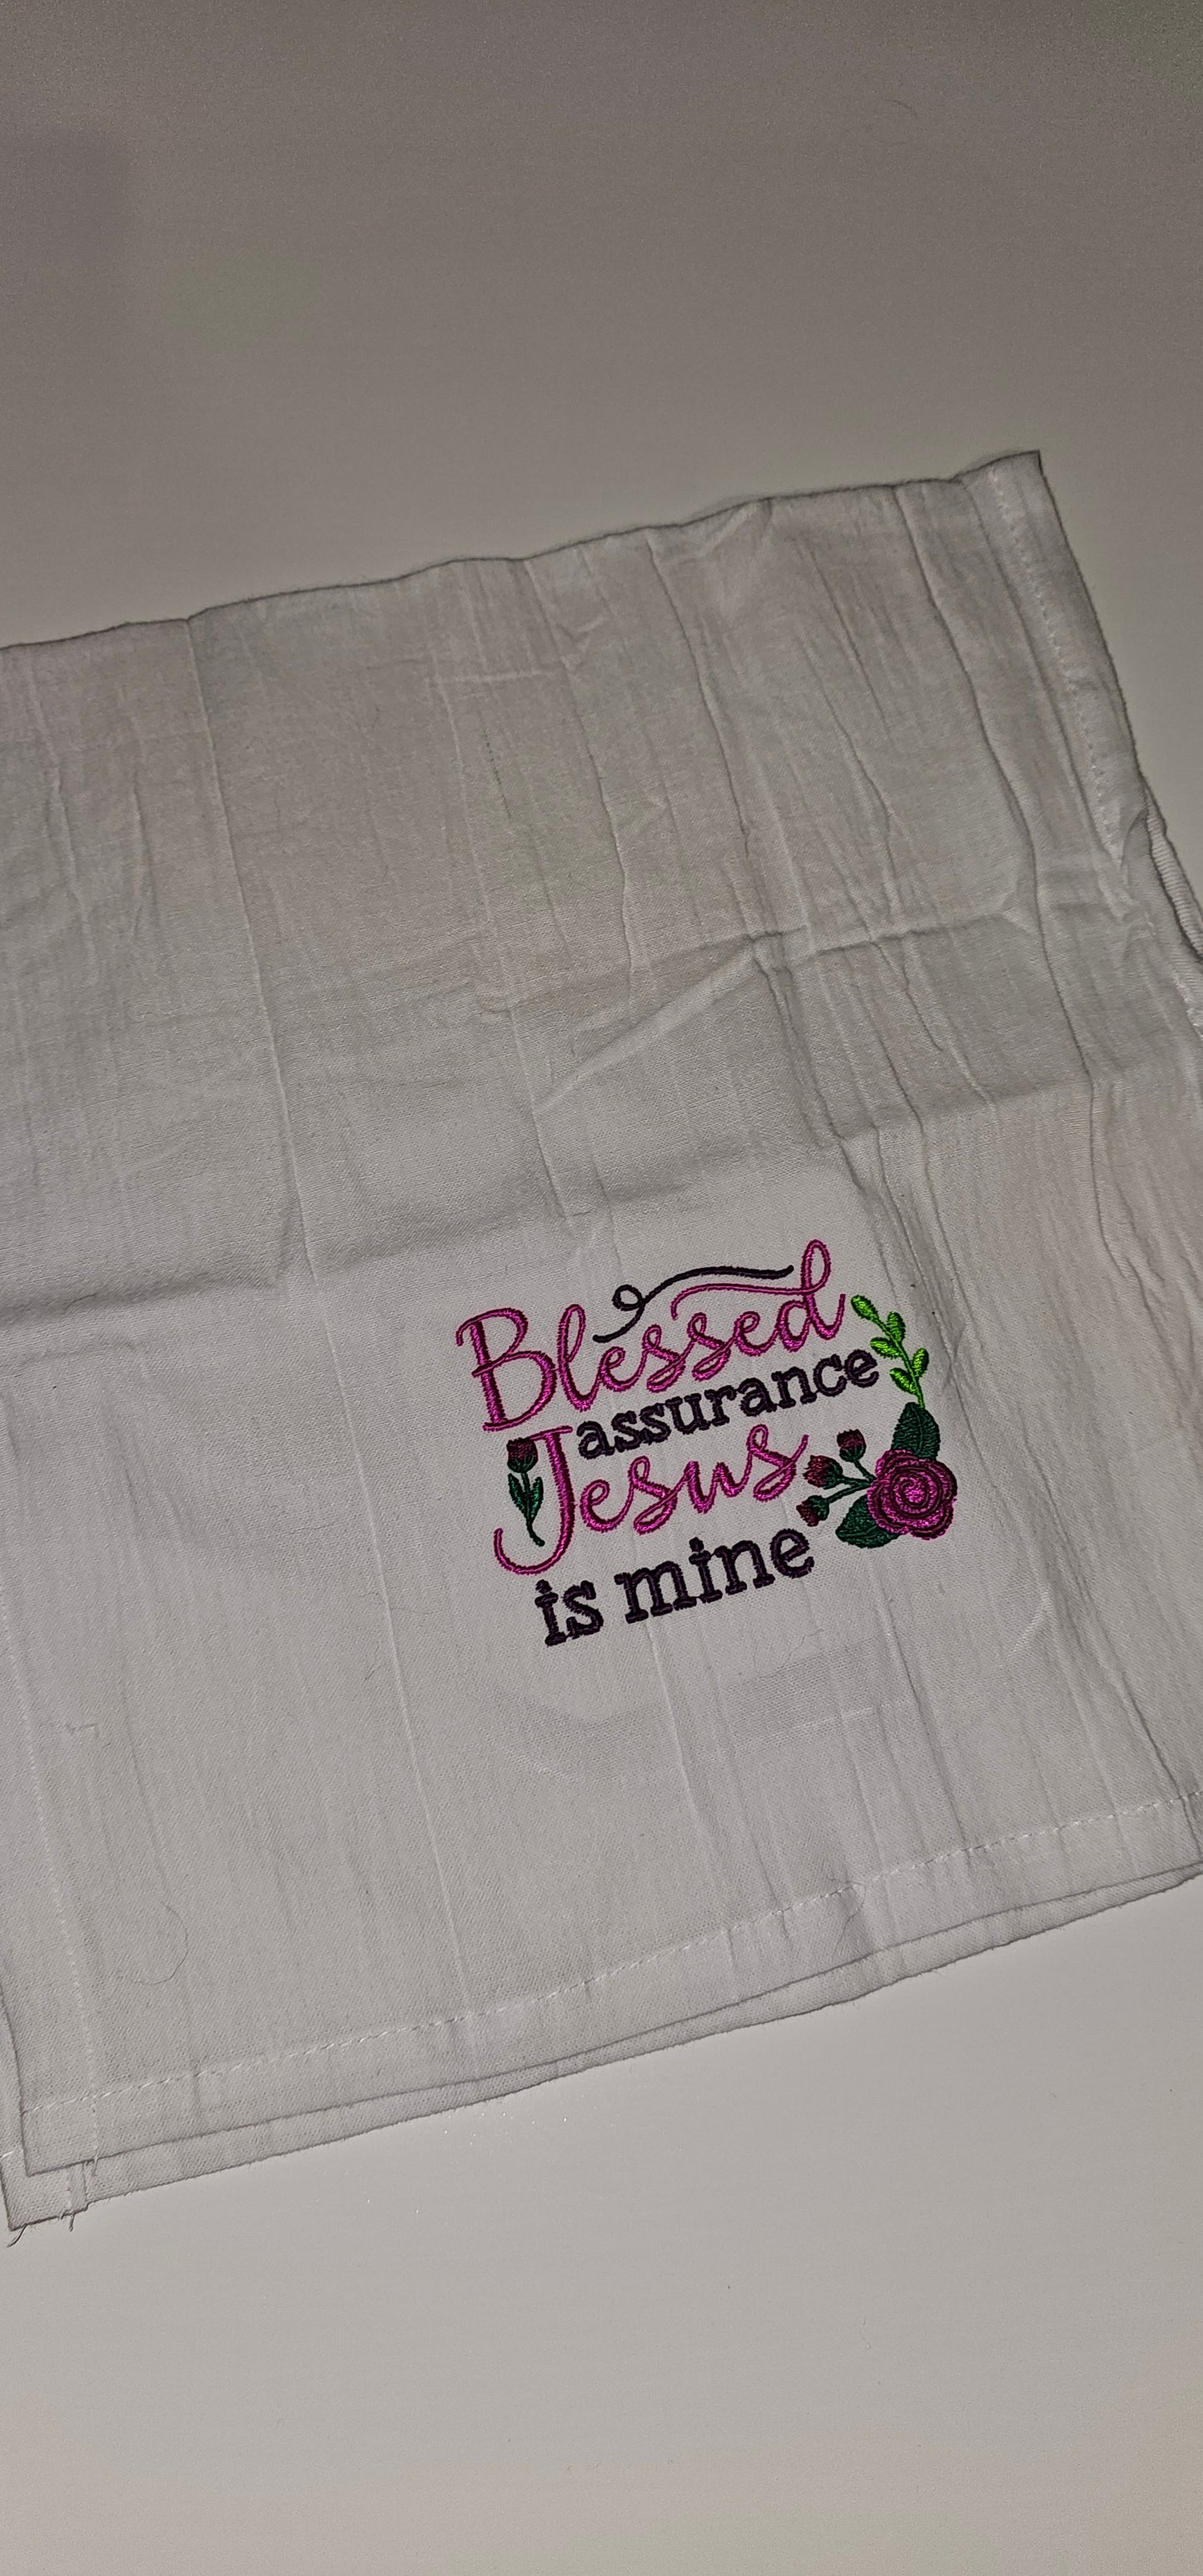 Blessed
assurance
Jesus
is mine